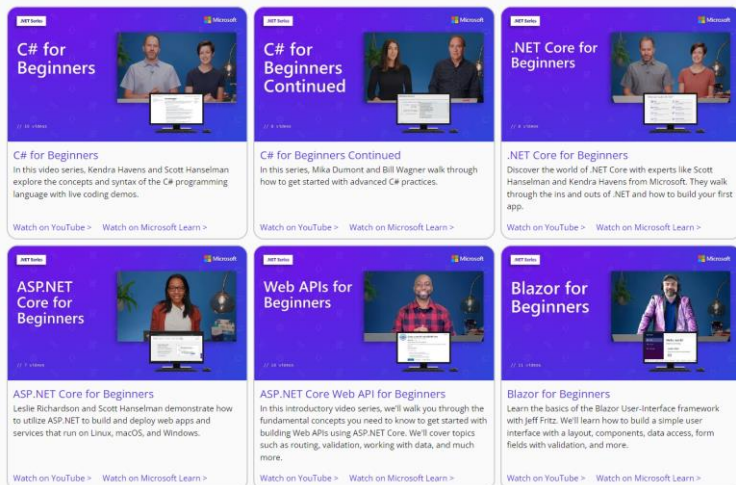 .NET Series
Microsoft
C# for
Beginners
C# for Beginners
In this video series, Kendra Havens and Scott Hanselman
explore the concepts and syntax of the C# programming
language with live coding demos.
Watch on YouTube > Watch on Microsoft Learn >
.NET Series
Microsoft
C# for
Beginners
Continued
C# for Beginners Continued
In this series, Mika Dumont and Bill Wagner walk through
how to get started with advanced C# practices.
Watch on YouTube > Watch on Microsoft Learn >
.NET Series
Microsoft
.NET Core for
Beginners
.NET Core for Beginners
Discover the world of .NET Core with experts like Scott
Hanselman and Kendra Havens from Microsoft. They walk
through the ins and outs of .NET and how to build your first
app.
Watch on YouTube > Watch on Microsoft Learn >
.NET Series
Microsoft
ASP.NET
Core for
Beginners
// 7 videos
ASP.NET Core for Beginners
Leslie Richardson and Scott Hanselman demonstrate how
to utilize ASP.NET to build and deploy web apps and
services that run on Linux, macOS, and Windows.
Watch on YouTube > Watch on Microsoft Learn >
.NET Series
Microsoft
Web APIs for
Beginners
ASP.NET Core Web API for Beginners
In this introductory video series, we'll walk you through the
fundamental concepts you need to know to get started with
building Web APIs using ASP.NET Core. We'll cover topics
such as routing, validation, working with data, and much
more.
Watch on YouTube > Watch on Microsoft Learn >
.NET Series
Microsoft
Blazor for
Beginners
Blazor for Beginners
Learn the basics of the Blazor User-Interface framework
with Jeff Fritz. We'll learn how to build a simple user
interface with a layout, components, data access, form
fields with validation, and more.
Watch on YouTube > Watch on Microsoft Learn >